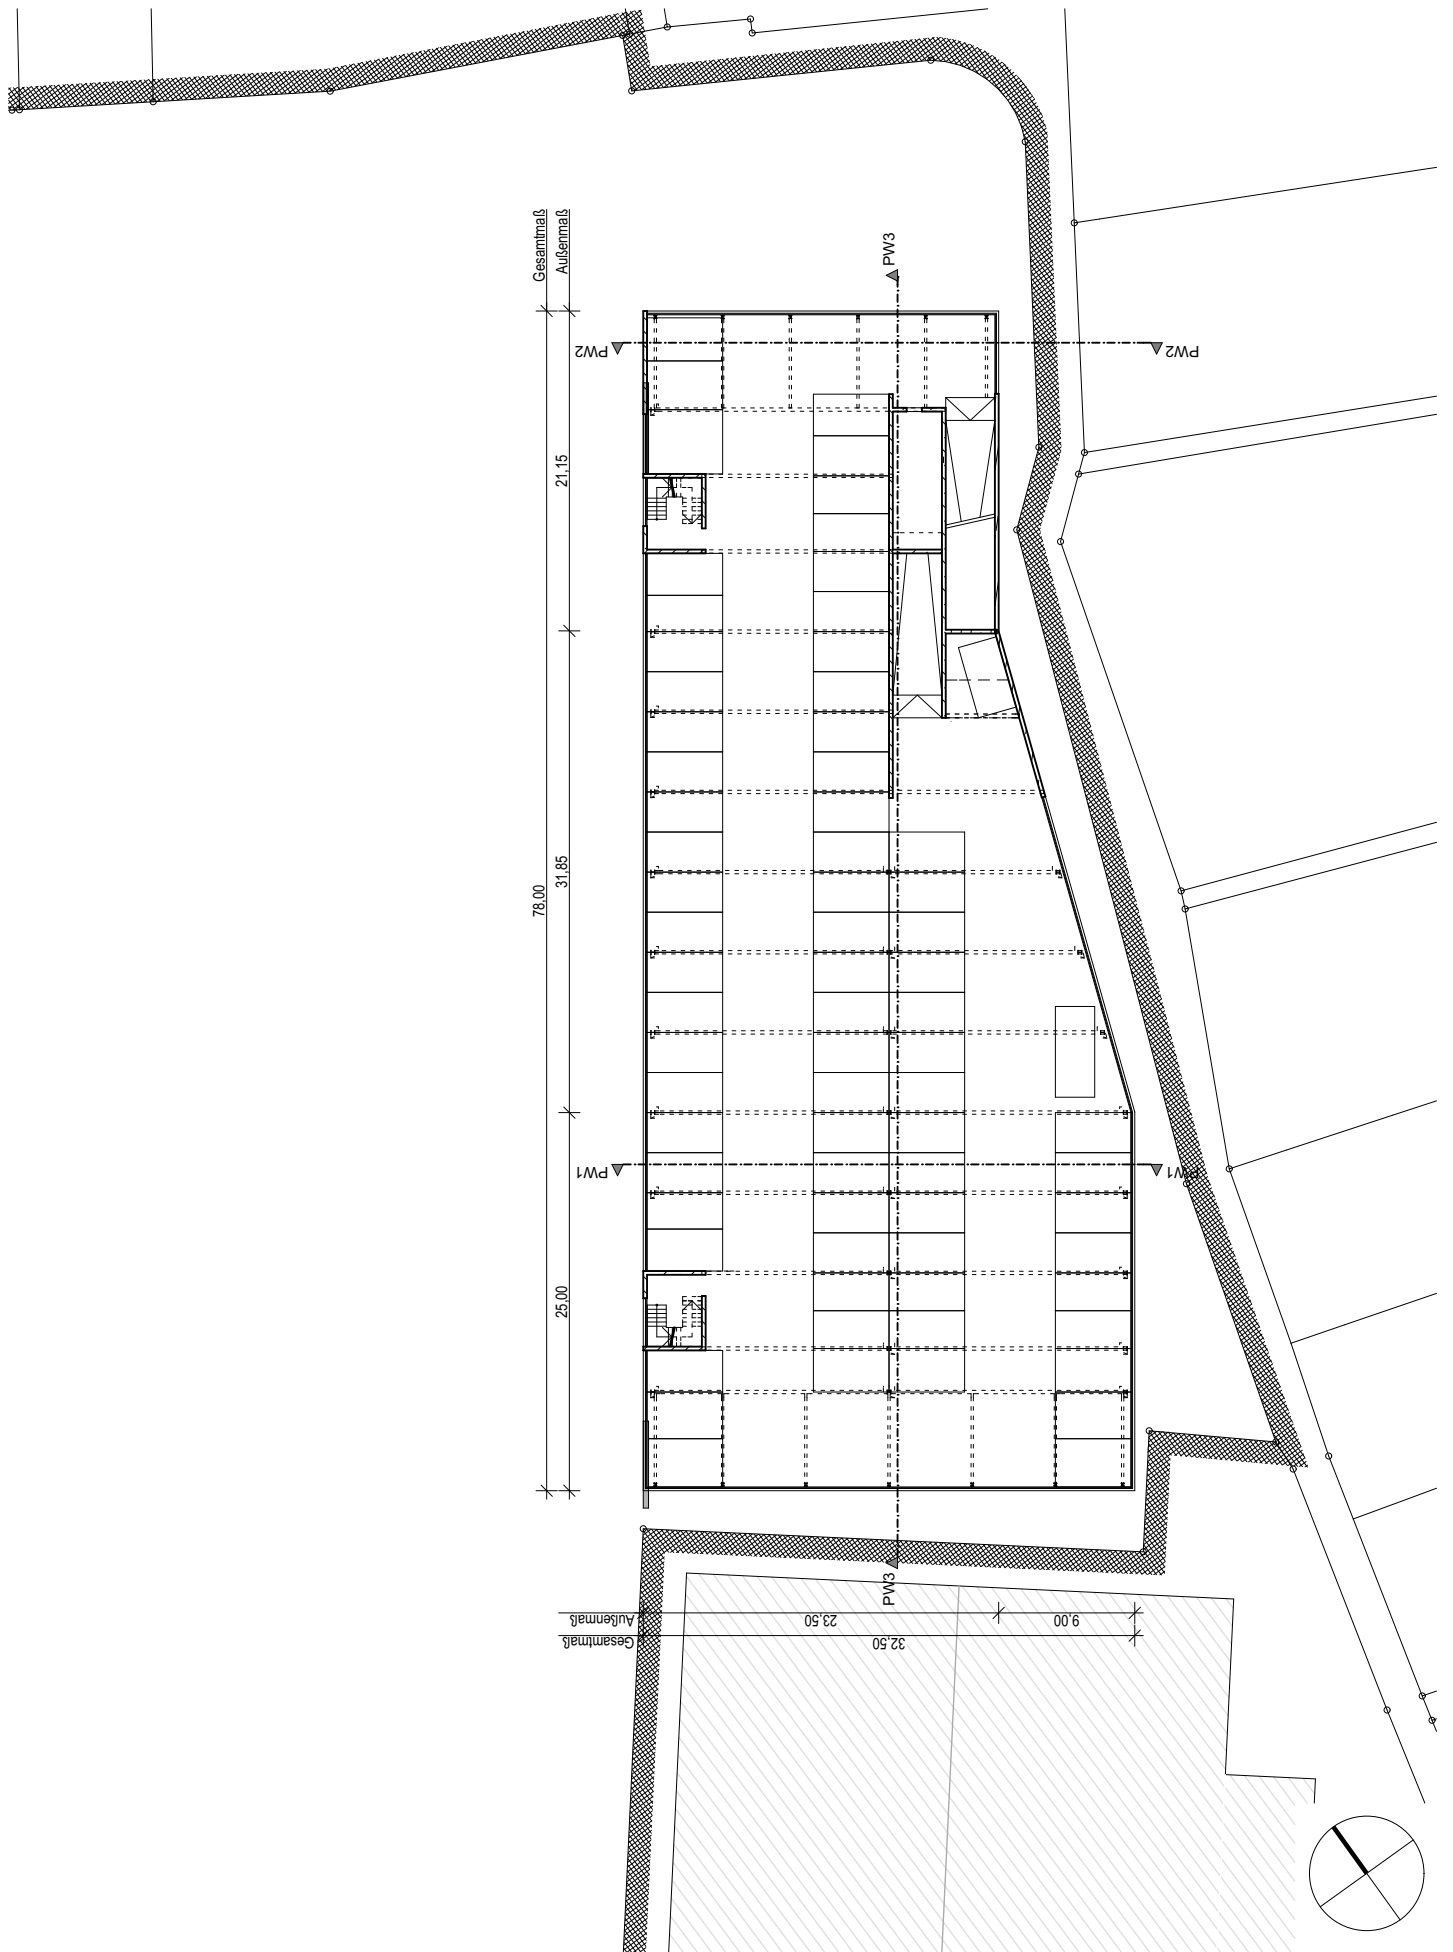 Gesamtmaß
Außenmaß
PW3
PW2
PW2
21,15
78,00
31,85
PW1
PW1
25,00
PW3
Außenmaß
23,50
9,00
Gesamtmaß
32,50